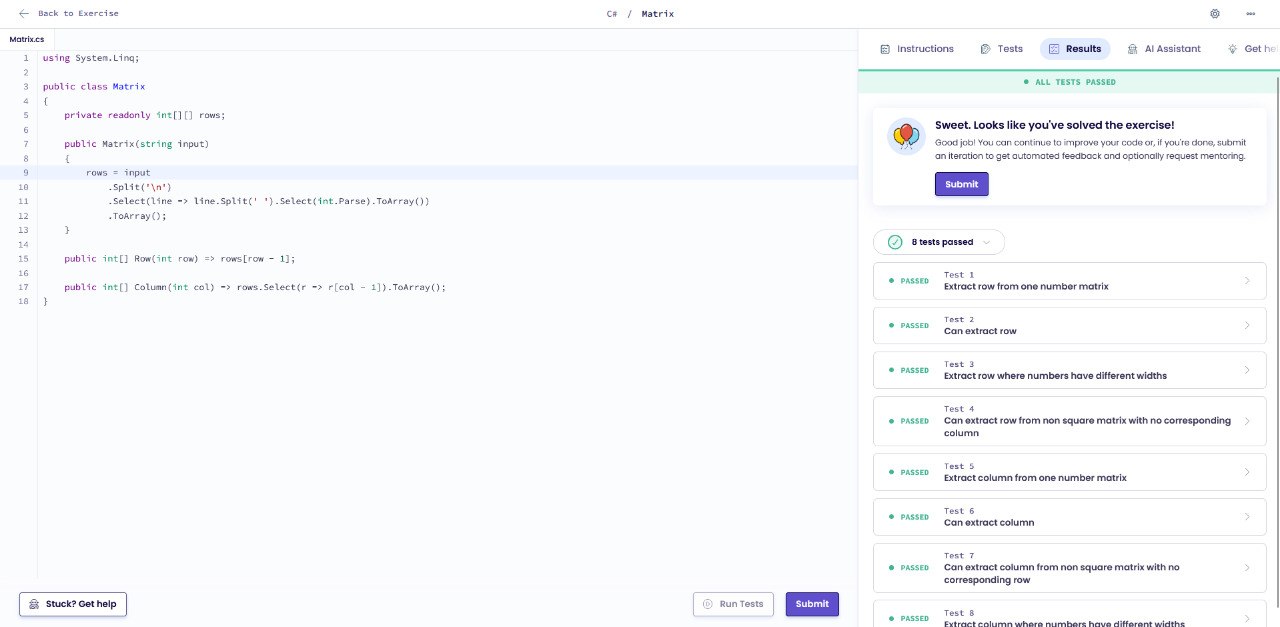 Back to Exercise
C# / Matrix
Matrix.cs
1 using System.Linq;
2
3 public class Matrix
4 {
5     private readonly int[][] rows;
6
7     public Matrix(string input)
8     {
9         rows = input
10             .Split('\n')
11             .Select(line => line.Split(' ').Select(int.Parse).ToArray())
12             .ToArray();
13     }
14
15     public int[] Row(int row) => rows[row - 1];
16
17     public int[] Column(int col) => rows.Select(r => r[col - 1]).ToArray();
18 }
Stuck? Get help
Run Tests
Submit
Instructions
Tests
Results
AI Assistant
Get he
ALL TESTS PASSED
Sweet. Looks like you've solved the exercise!
Good job! You can continue to improve your code or, if you're done, submit
an iteration to get automated feedback and optionally request mentoring.
Submit
8 tests passed
PASSED
Test 1
Extract row from one number matrix
PASSED
Test 2
Can extract row
PASSED
Test 3
Extract row where numbers have different widths
PASSED
Test 4
Can extract row from non square matrix with no corresponding
column
PASSED
Test 5
Extract column from one number matrix
PASSED
Test 6
Can extract column
PASSED
Test 7
Can extract column from non square matrix with no
corresponding row
PASSED
Test 8
Extract column where numbers have different widths